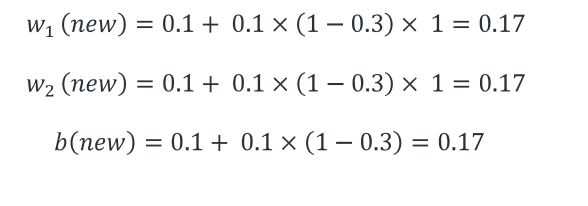 w₁ (new) = 0.1 + 0.1 × (1 − 0.3) × 1 = 0.17
w₂ (new) = 0.1 + 0.1 × (1 − 0.3) × 1 = 0.17
b(new) = 0.1 + 0.1 × (1 − 0.3) = 0.17